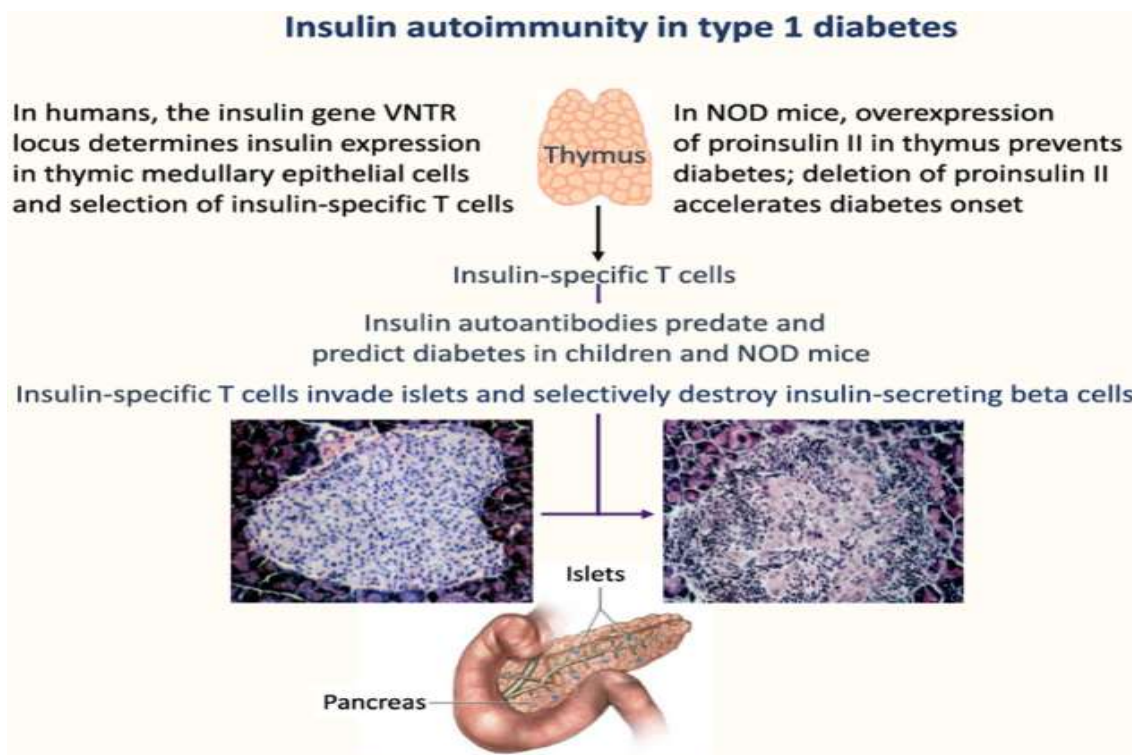 Insulin autoimmunity in type 1 diabetes
In humans, the insulin gene VNTR
locus determines insulin expression
in thymic medullary epithelial cells
and selection of insulin-specific T cells
Thymus
In NOD mice, overexpression
of proinsulin II in thymus prevents
diabetes; deletion of proinsulin II
accelerates diabetes onset
Insulin-specific T cells
Insulin autoantibodies predate and
predict diabetes in children and NOD mice
Insulin-specific T cells invade islets and selectively destroy insulin-secreting beta cells
Islets
Pancreas